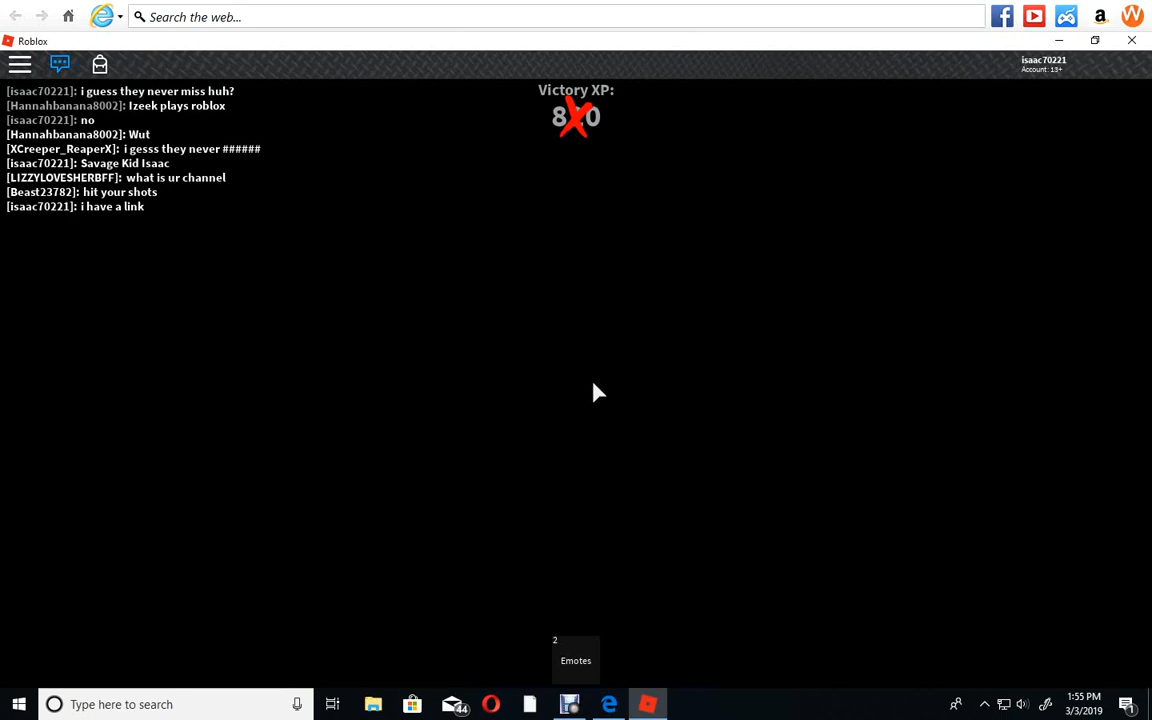 Search the web...
Roblox
isaac70221
Account: 13+
[isaac70221]: i guess they never miss huh?
[Hannahbanana8002]: Izeek plays roblox
[isaac70221]: no
[Hannahbanana8002]: Wut
[XCreeper_ReaperX]: i gesss they never ######
[isaac70221]: Savage Kid Isaac
[LIZZYLOVESHERBFF]: what is ur channel
[Beast23782]: hit your shots
[isaac70221]: i have a link
Victory XP:
2
Emotes
Type here to search
44
1:55 PM
3/3/2019
1